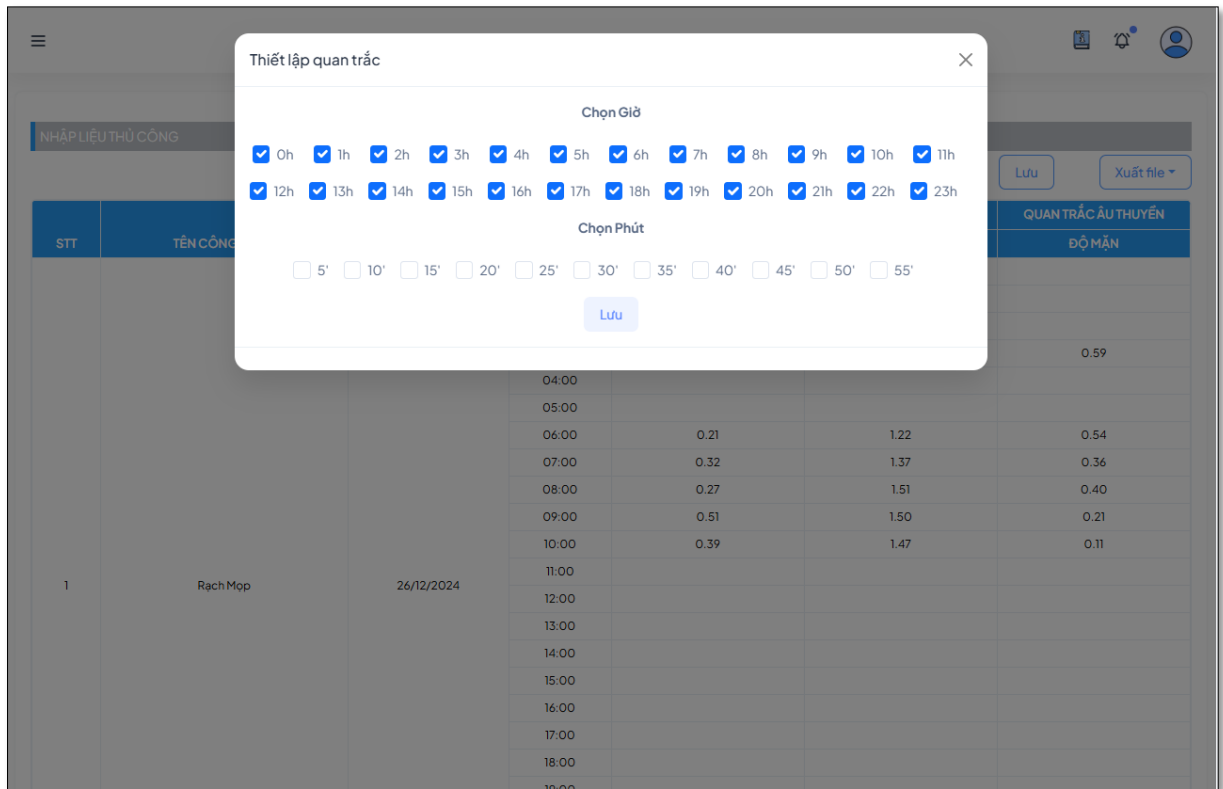 Thiết lập quan trắc
Chọn Giờ
0h 1h 2h 3h 4h 5h 6h 7h 8h 9h 10h 11h
12h 13h 14h 15h 16h 17h 18h 19h 20h 21h 22h 23h
Chọn Phút
5' 10' 15' 20' 25' 30' 35' 40' 45' 50' 55'
Lưu
NHẬP LIỆU THỦ CÔNG
Lưu Xuất file
QUAN TRẮC ÂU THUYỀN
STT TÊN CÔNG ĐỘ MẶN
0.59
04:00
05:00
06:00 0.21 1.22 0.54
07:00 0.32 1.37 0.36
08:00 0.27 1.51 0.40
09:00 0.51 1.50 0.21
10:00 0.39 1.47 0.11
11:00
1 Rạch Mọp 26/12/2024
12:00
13:00
14:00
15:00
16:00
17:00
18:00
19:00